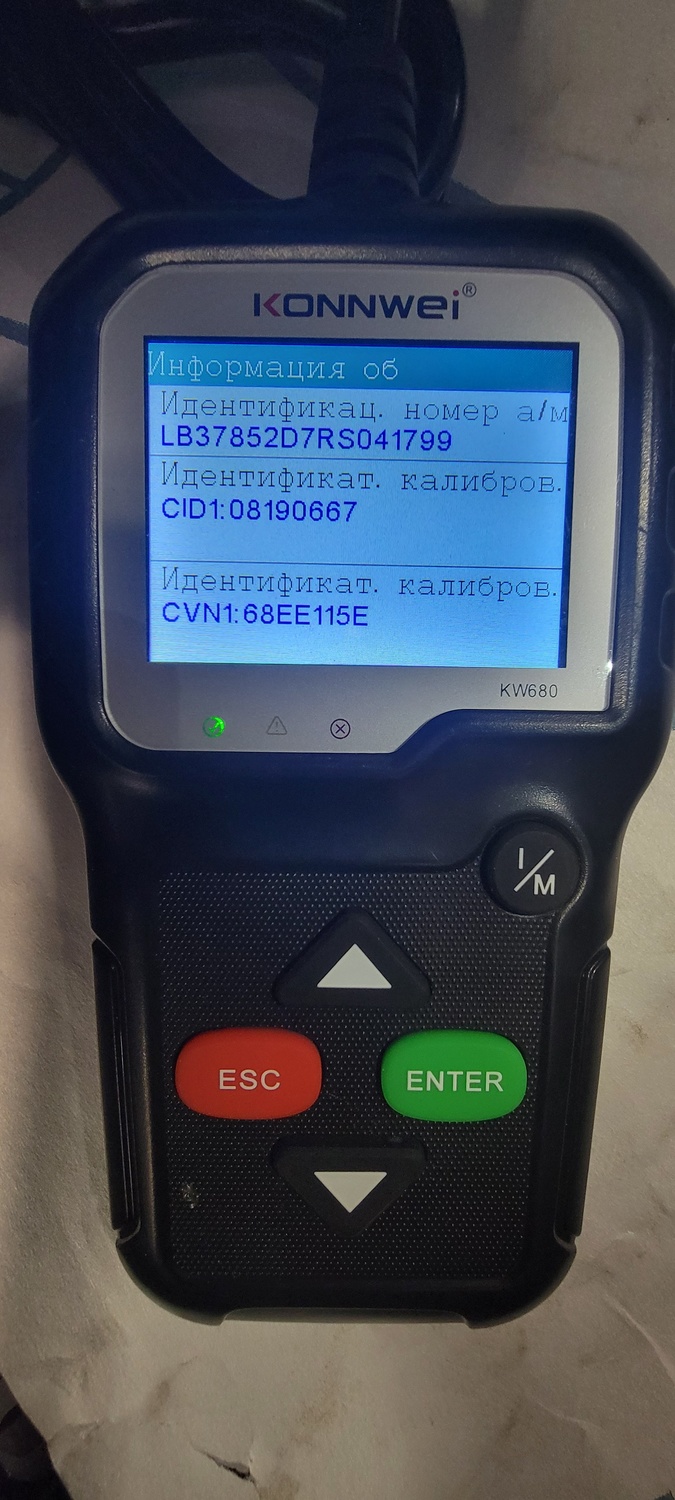 KONNWei®
Информация об
Идентификац. номер а/м
LB37852D7RS041799
Идентификат. калибров.
CID1:08190667
Идентификат. калибров.
CVN1:68EE115E
KW680
I/M
ESC
ENTER